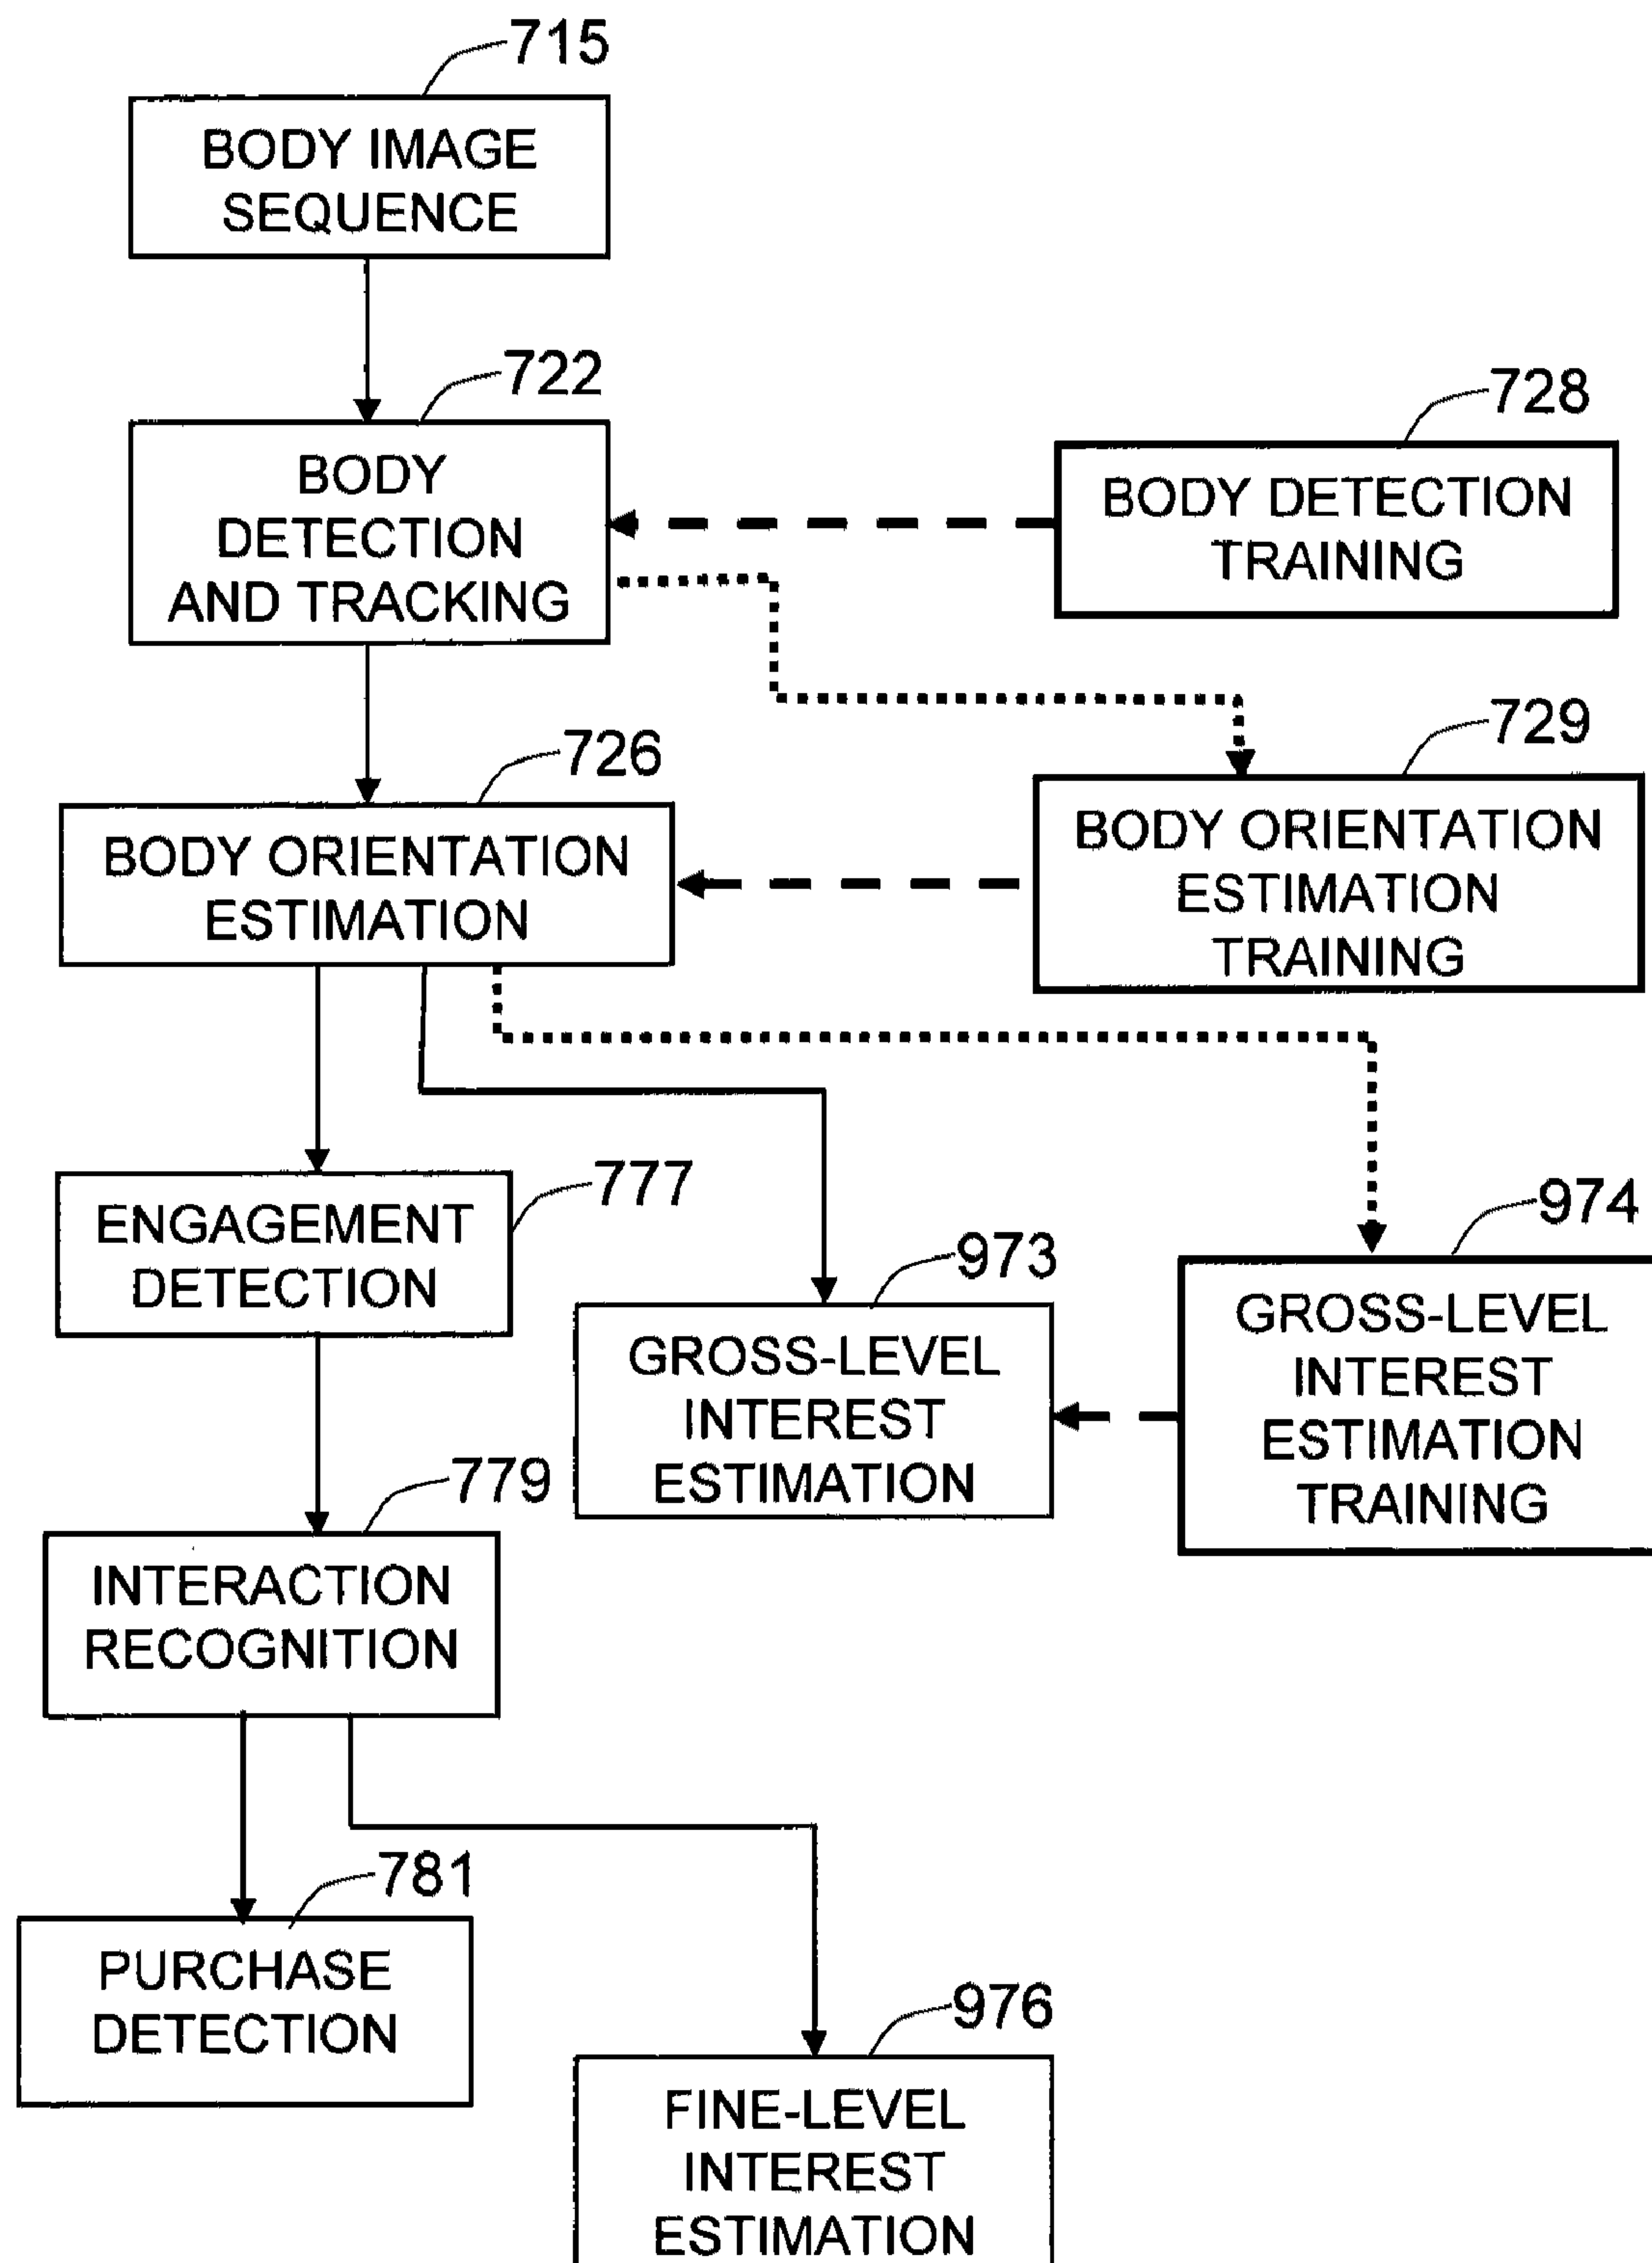 715
BODY IMAGE
SEQUENCE
722
BODY
DETECTION
AND TRACKING
728
BODY DETECTION
TRAINING
726
BODY ORIENTATION
ESTIMATION
729
BODY ORIENTATION
ESTIMATION
TRAINING
777
ENGAGEMENT
DETECTION
973
GROSS-LEVEL
INTEREST
ESTIMATION
974
GROSS-LEVEL
INTEREST
ESTIMATION
TRAINING
779
INTERACTION
RECOGNITION
781
PURCHASE
DETECTION
976
FINE-LEVEL
INTEREST
ESTIMATION